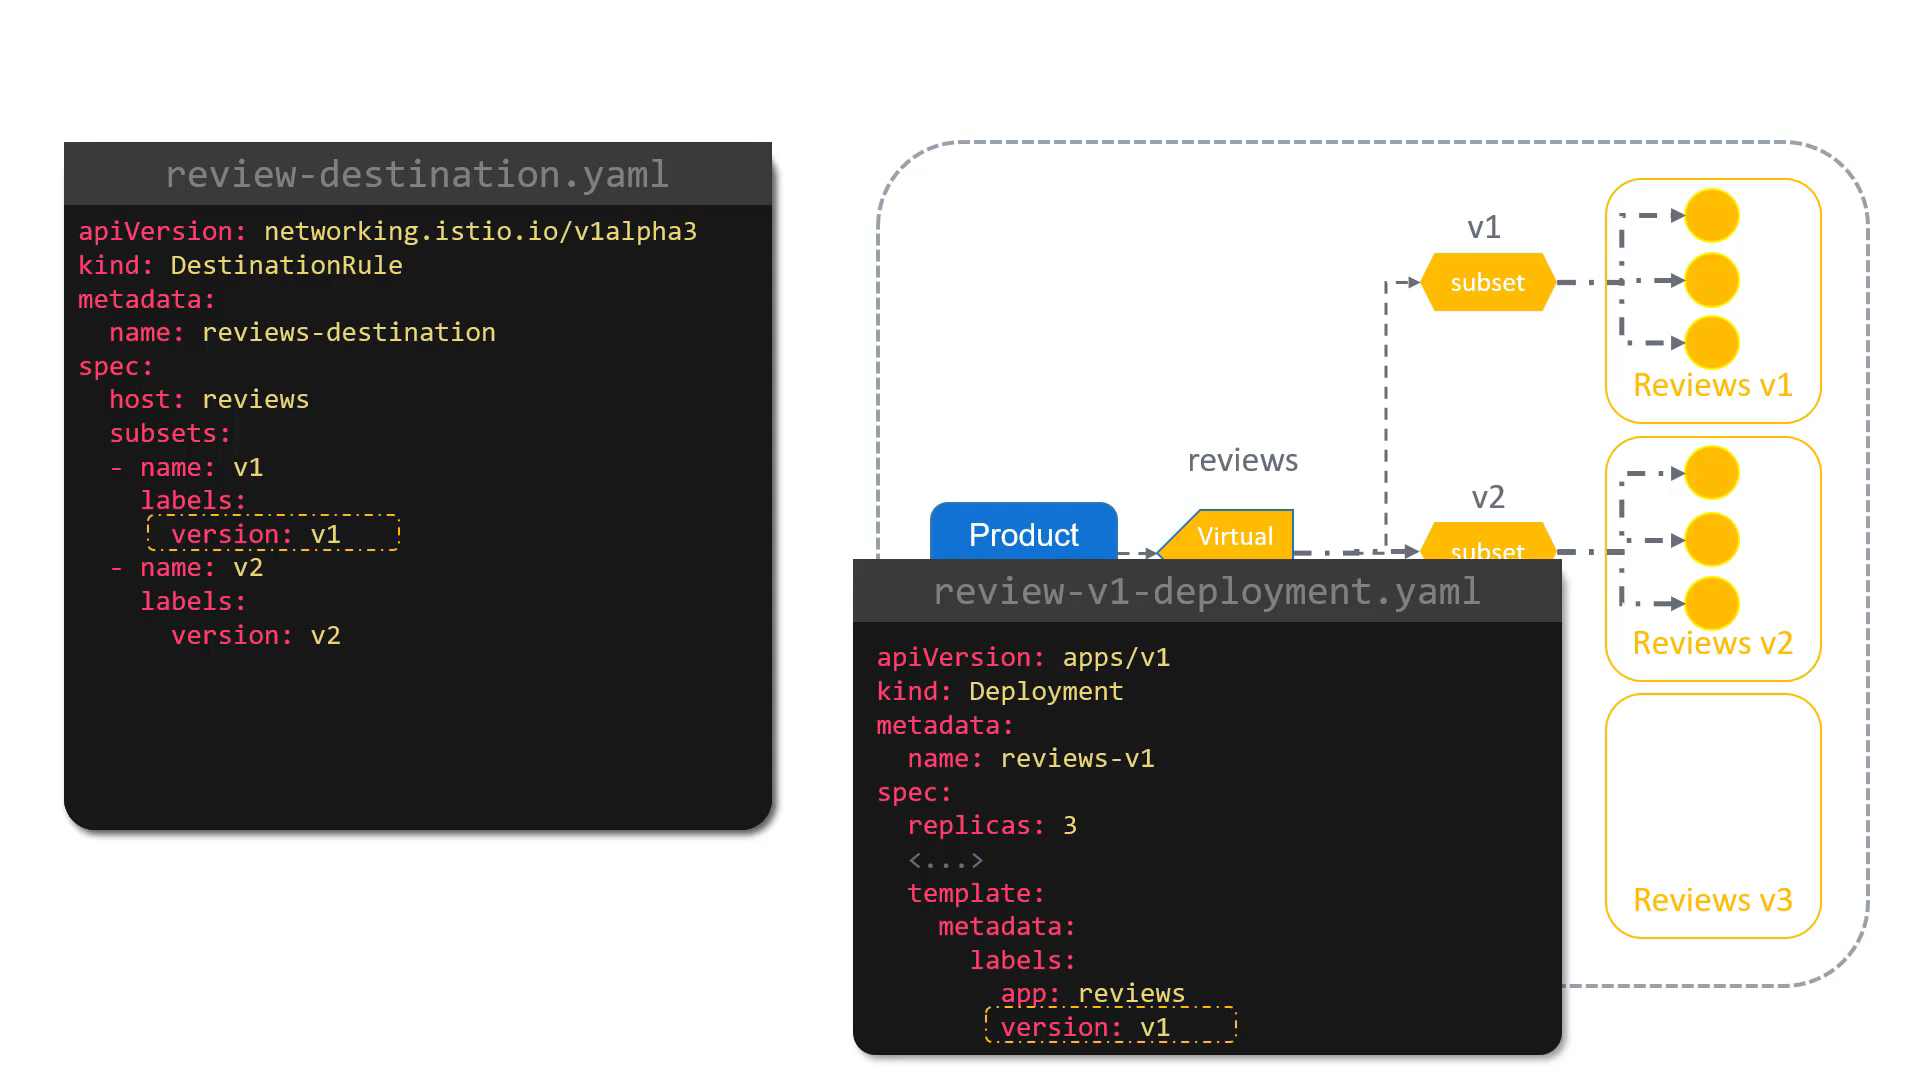 review-destination.yaml
apiVersion: networking.istio.io/v1alpha3
kind: DestinationRule
metadata:
  name: reviews-destination
spec:
  host: reviews
  subsets:
  - name: v1
    labels:
      version: v1
  - name: v2
    labels:
      version: v2
v1
subset
Reviews v1
reviews
v2
Product
Virtual
subset
Reviews v2
Reviews v3
review-v1-deployment.yaml
apiVersion: apps/v1
kind: Deployment
metadata:
  name: reviews-v1
spec:
  replicas: 3
  <...>
  template:
    metadata:
      labels:
        app: reviews
        version: v1